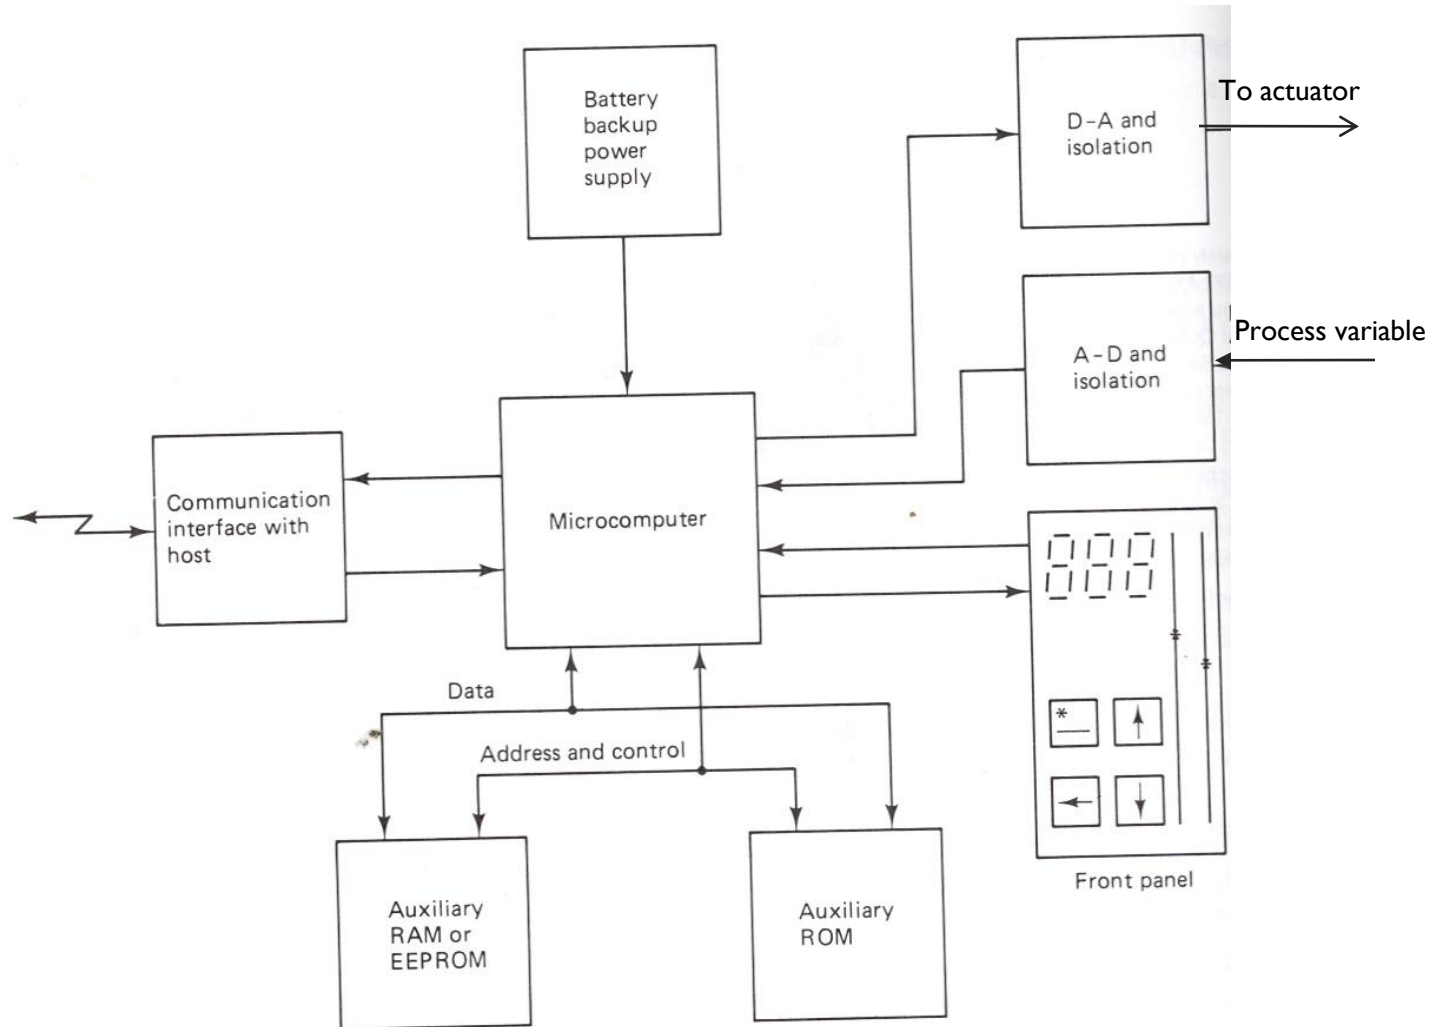 Battery
backup
power
supply
D-A and
isolation
To actuator
A-D and
isolation
Process variable
Communication
interface with
host
Microcomputer
888
*
Data
Address and control
Auxiliary
RAM or
EEPROM
Auxiliary
ROM
Front panel